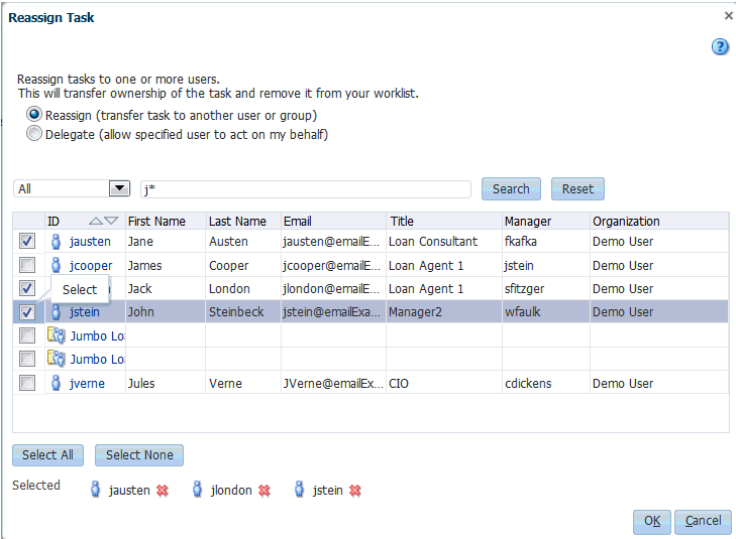 Reassign Task
Reassign tasks to one or more users.
This will transfer ownership of the task and remove it from your worklist.
Reassign (transfer task to another user or group)
Delegate (allow specified user to act on my behalf)
All j* Search Reset
ID First Name Last Name Email Title Manager Organization
jausten Jane Austen jausten@emailE... Loan Consultant fkafka Demo User
jcooper James Cooper jcooper@emailE... Loan Agent 1 jstein Demo User
Select Jack London jlondon@emailE... Loan Agent 1 sfitzger Demo User
jstein John Steinbeck jstein@emailExa... Manager2 wfaulk Demo User
Jumbo Lo
Jumbo Lo
jverne Jules Verne JVerne@emailEx... CIO cdickens Demo User
Select All Select None
Selected jausten jlondon jstein
OK Cancel